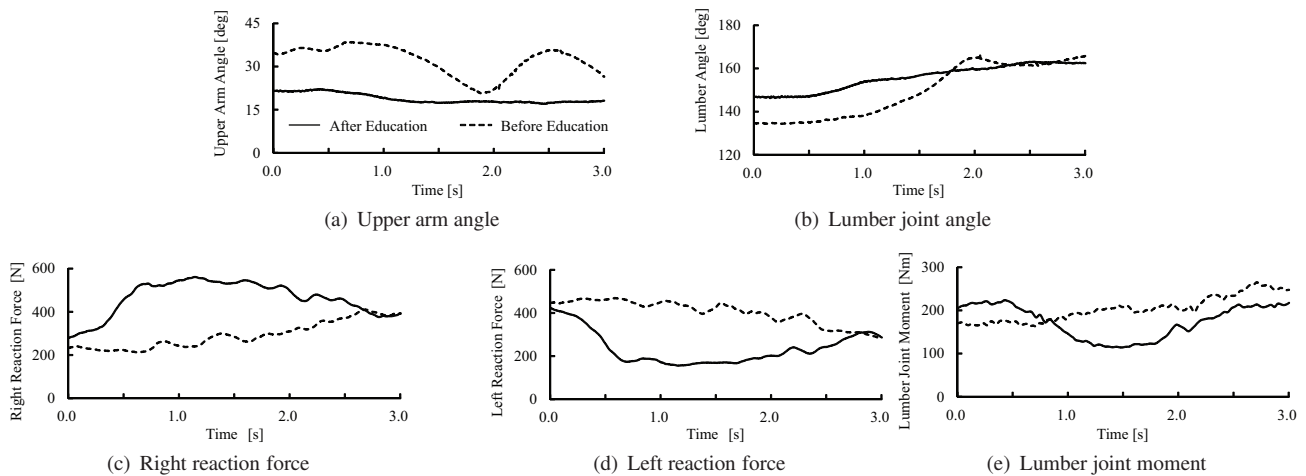 Upper Arm Angle [deg]
45
30
15
0
After Education
Before Education
0.0 1.0 2.0 3.0
Time [s]
(a) Upper arm angle
Lumber Angle [deg]
180
160
140
120
0.0 1.0 2.0 3.0
Time [s]
(b) Lumber joint angle
Right Reaction Force [N]
600
400
200
0
0.0 1.0 2.0 3.0
Time [s]
(c) Right reaction force
Left Reaction Force [N]
600
400
200
0
0.0 1.0 2.0 3.0
Time [s]
(d) Left reaction force
Lumber Joint Moment [Nm]
300
200
100
0
0.0 1.0 2.0 3.0
Time [s]
(e) Lumber joint moment